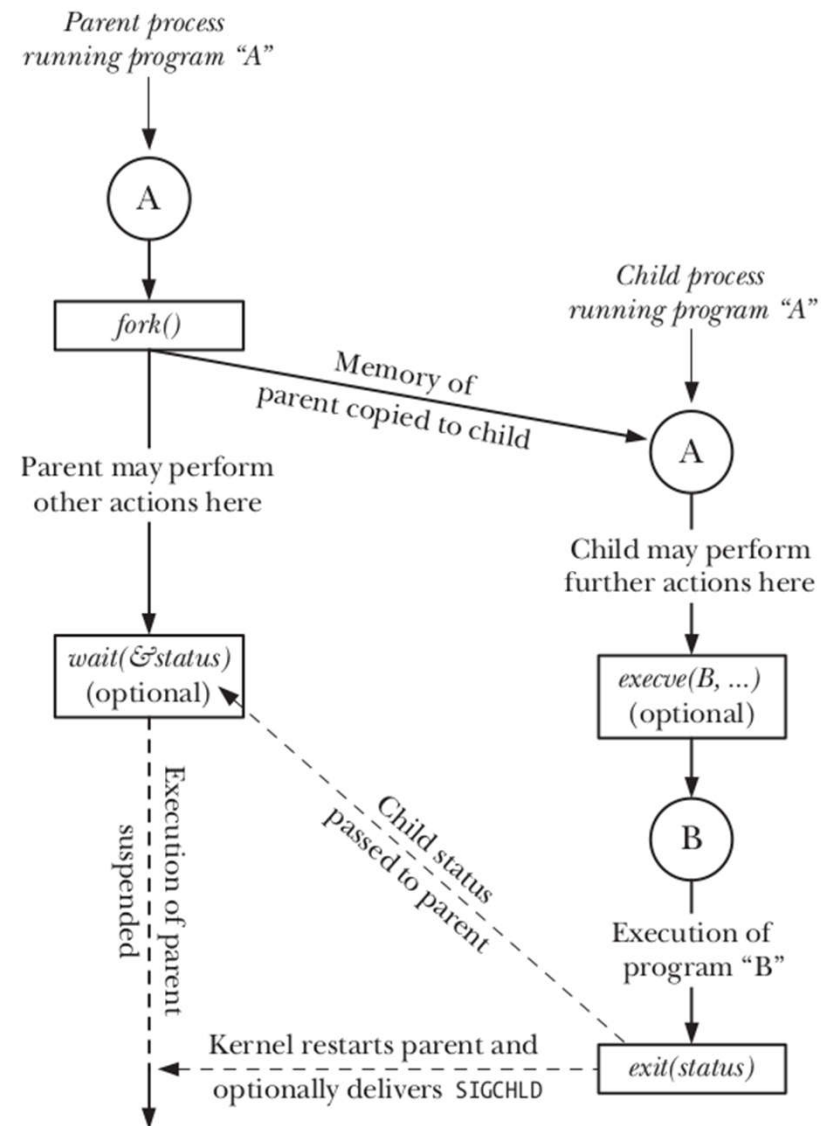 Parent process
running program “A”
A
fork()
Child process
running program “A”
Memory of
parent copied to child
A
Parent may perform
other actions here
Child may perform
further actions here
wait(&status)
(optional)
execve(B, ...)
(optional)
Execution of parent
suspended
Child status
passed to parent
B
Execution of
program “B”
Kernel restarts parent and
optionally delivers SIGCHLD
exit(status)